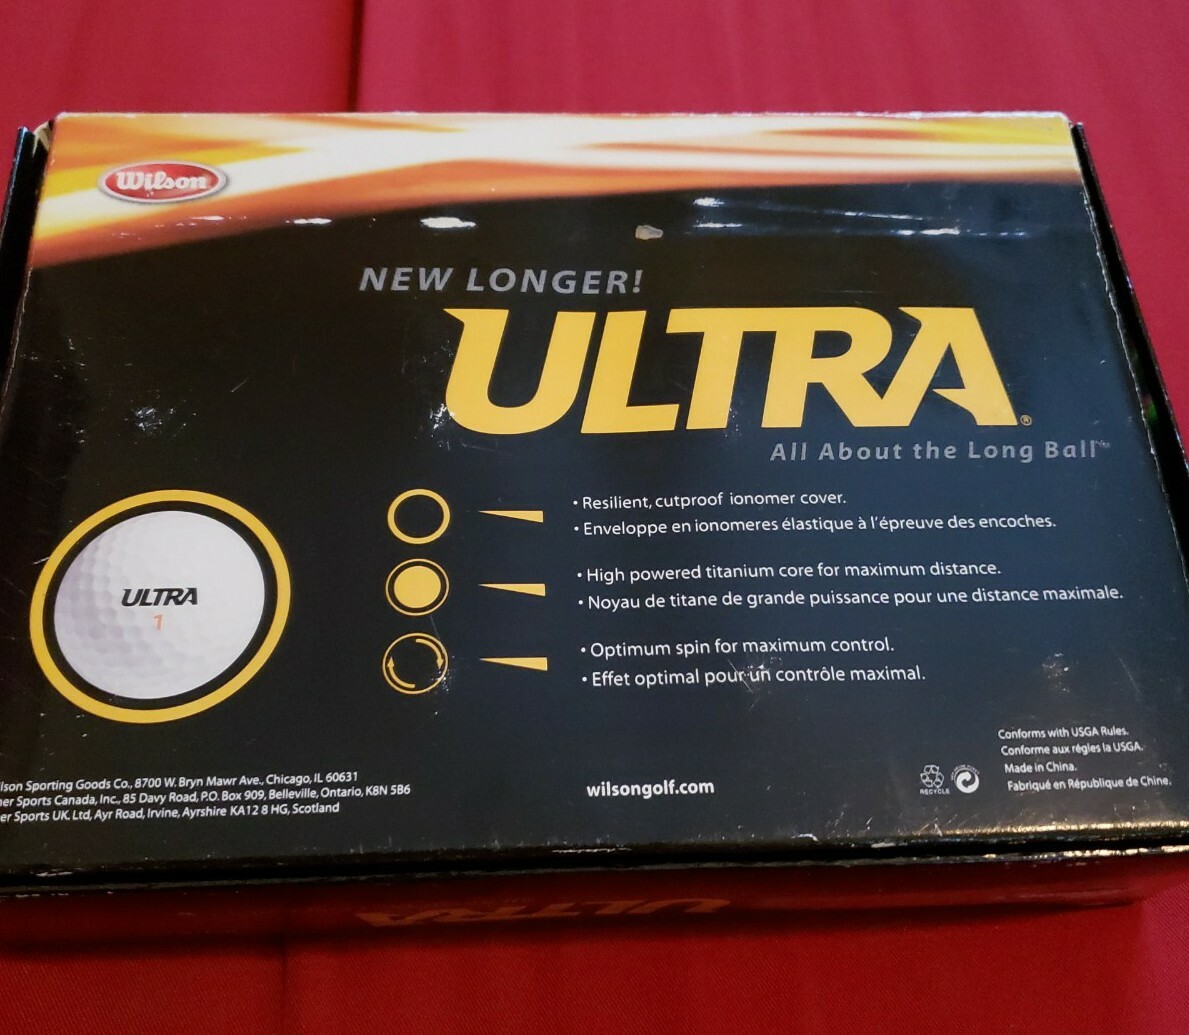 Wilson
NEW LONGER!
ULTRA®
All About the Long Ball
• Resilient, cutproof ionomer cover.
• Enveloppe en ionomeres élastique à l'épreuve des encoches.
• High powered titanium core for maximum distance.
• Noyau de titane de grande puissance pour une distance maximale.
• Optimum spin for maximum control.
• Effet optimal pour un contrôle maximal.
ULTRA
1
Conforms with USGA Rules.
Conforme aux régles la USGA.
Made in China.
Fabriqué en République de Chine.
RECYCLE
lson Sporting Goods Co., 8700 W. Bryn Mawr Ave., Chicago, IL 60631
er Sports Canada, Inc., 85 Davy Road, P.O. Box 909, Belleville, Ontario, K8N 5B6
er Sports UK. Ltd, Ayr Road, Irvine, Ayrshire KA12 8 HG, Scotland
wilsongolf.com
ULTRA